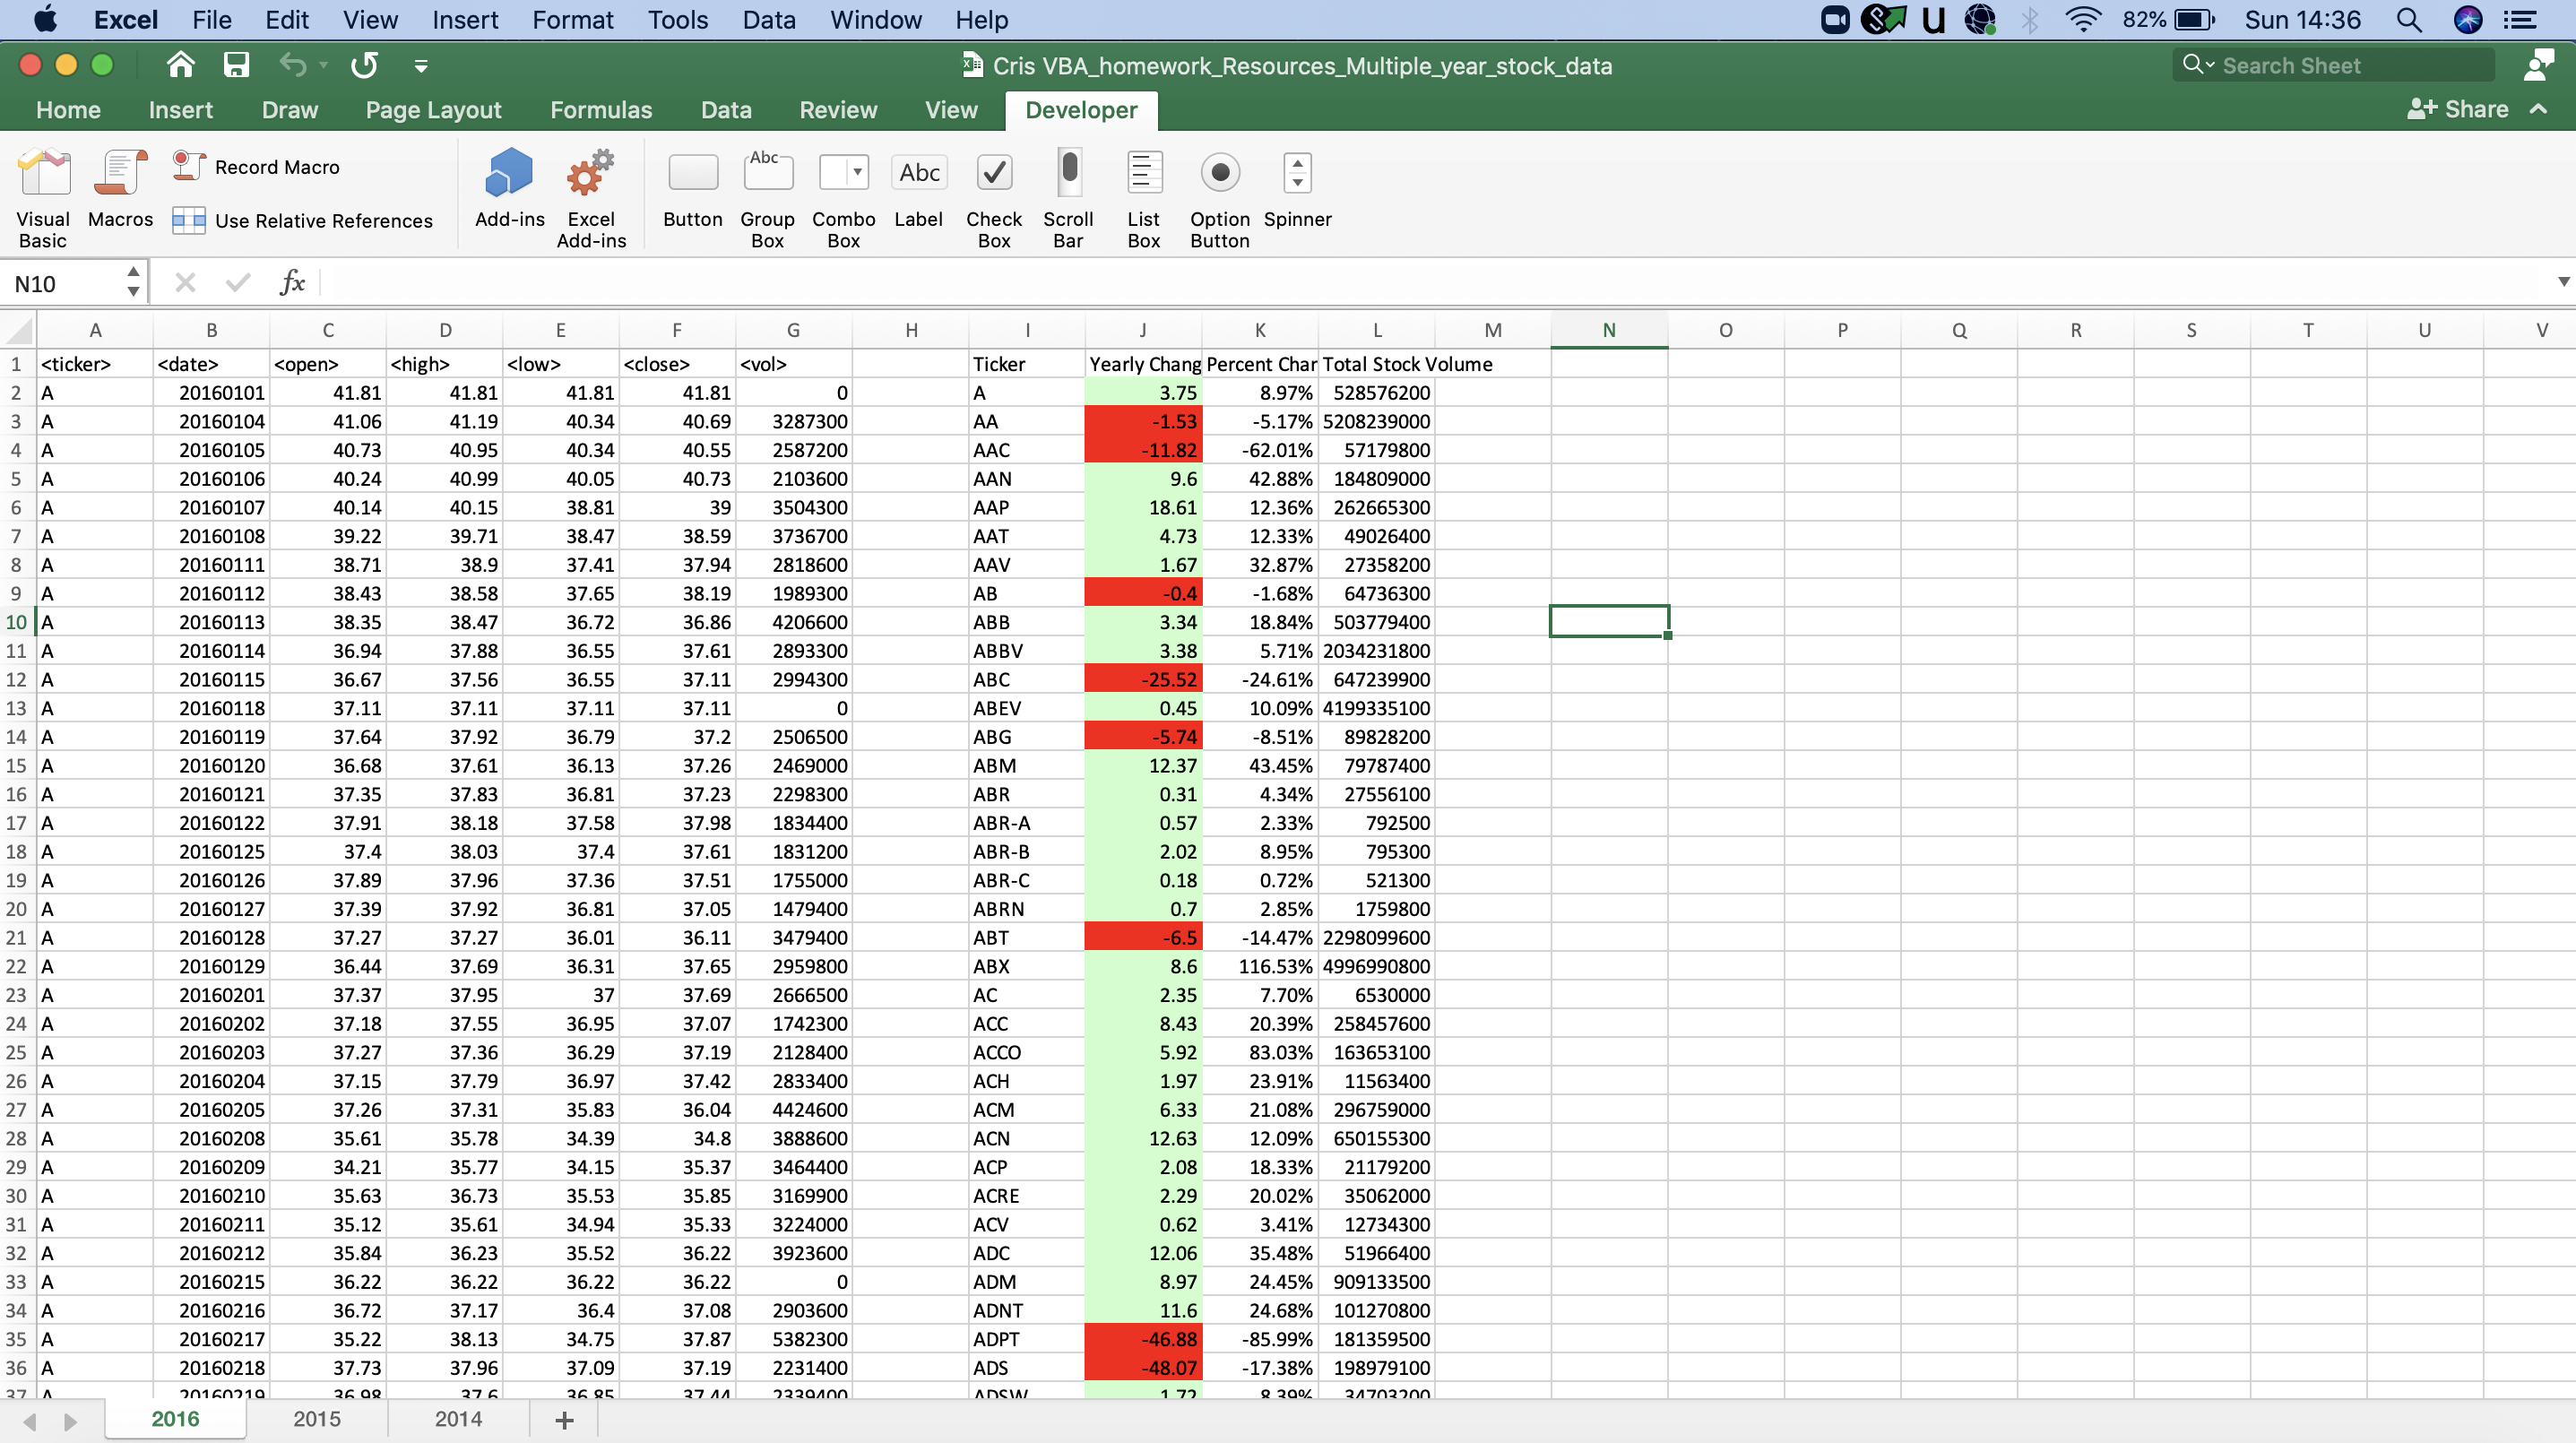 Excel File Edit View Insert Format Tools Data Window Help 82% Sun 14:36
Cris VBA_homework_Resources_Multiple_year_stock_data Search Sheet
Home Insert Draw Page Layout Formulas Data Review View Developer Share
Visual Basic Macros Record Macro Use Relative References Add-ins Excel Add-ins Button Abc Group Box Combo Box Abc Label Check Box Scroll Bar List Box Option Button Spinner
N10 fx
A B C D E F G H I J K L M N O P Q R S T U V
1 <ticker> <date> <open> <high> <low> <close> <vol> Ticker Yearly Chang Percent Char Total Stock Volume
2 A 20160101 41.81 41.81 41.81 41.81 0 A 3.75 8.97% 528576200
3 A 20160104 41.06 41.19 40.34 40.69 3287300 AA -1.53 -5.17% 5208239000
4 A 20160105 40.73 40.95 40.34 40.55 2587200 AAC -11.82 -62.01% 57179800
5 A 20160106 40.24 40.99 40.05 40.73 2103600 AAN 9.6 42.88% 184809000
6 A 20160107 40.14 40.15 38.81 39 3504300 AAP 18.61 12.36% 262665300
7 A 20160108 39.22 39.71 38.47 38.59 3736700 AAT 4.73 12.33% 49026400
8 A 20160111 38.71 38.9 37.41 37.94 2818600 AAV 1.67 32.87% 27358200
9 A 20160112 38.43 38.58 37.65 38.19 1989300 AB -0.4 -1.68% 64736300
10 A 20160113 38.35 38.47 36.72 36.86 4206600 ABB 3.34 18.84% 503779400
11 A 20160114 36.94 37.88 36.55 37.61 2893300 ABBV 3.38 5.71% 2034231800
12 A 20160115 36.67 37.56 36.55 37.11 2994300 ABC -25.52 -24.61% 647239900
13 A 20160118 37.11 37.11 37.11 37.11 0 ABEV 0.45 10.09% 4199335100
14 A 20160119 37.64 37.92 36.79 37.2 2506500 ABG -5.74 -8.51% 89828200
15 A 20160120 36.68 37.61 36.13 37.26 2469000 ABM 12.37 43.45% 79787400
16 A 20160121 37.35 37.83 36.81 37.23 2298300 ABR 0.31 4.34% 27556100
17 A 20160122 37.91 38.18 37.58 37.98 1834400 ABR-A 0.57 2.33% 792500
18 A 20160125 37.4 38.03 37.4 37.61 1831200 ABR-B 2.02 8.95% 795300
19 A 20160126 37.89 37.96 37.36 37.51 1755000 ABR-C 0.18 0.72% 521300
20 A 20160127 37.39 37.92 36.81 37.05 1479400 ABRN 0.7 2.85% 1759800
21 A 20160128 37.27 37.27 36.01 36.11 3479400 ABT -6.5 -14.47% 2298099600
22 A 20160129 36.44 37.69 36.31 37.65 2959800 ABX 8.6 116.53% 4996990800
23 A 20160201 37.37 37.95 37 37.69 2666500 AC 2.35 7.70% 6530000
24 A 20160202 37.18 37.55 36.95 37.07 1742300 ACC 8.43 20.39% 258457600
25 A 20160203 37.27 37.36 36.29 37.19 2128400 ACCO 5.92 83.03% 163653100
26 A 20160204 37.15 37.79 36.97 37.42 2833400 ACH 1.97 23.91% 11563400
27 A 20160205 37.26 37.31 35.83 36.04 4424600 ACM 6.33 21.08% 296759000
28 A 20160208 35.61 35.78 34.39 34.8 3888600 ACN 12.63 12.09% 650155300
29 A 20160209 34.21 35.77 34.15 35.37 3464400 ACP 2.08 18.33% 21179200
30 A 20160210 35.63 36.73 35.53 35.85 3169900 ACRE 2.29 20.02% 35062000
31 A 20160211 35.12 35.61 34.94 35.33 3224000 ACV 0.62 3.41% 12734300
32 A 20160212 35.84 36.23 35.52 36.22 3923600 ADC 12.06 35.48% 51966400
33 A 20160215 36.22 36.22 36.22 36.22 0 ADM 8.97 24.45% 909133500
34 A 20160216 36.72 37.17 36.4 37.08 2903600 ADNT 11.6 24.68% 101270800
35 A 20160217 35.22 38.13 34.75 37.87 5382300 ADPT -46.88 -85.99% 181359500
36 A 20160218 37.73 37.96 37.09 37.19 2231400 ADS -48.07 -17.38% 198979100
37 A 20160219 36.98 37.6 36.85 37.44 2339400 ADSW 1.72 8.39% 34703200
2016 2015 2014 +